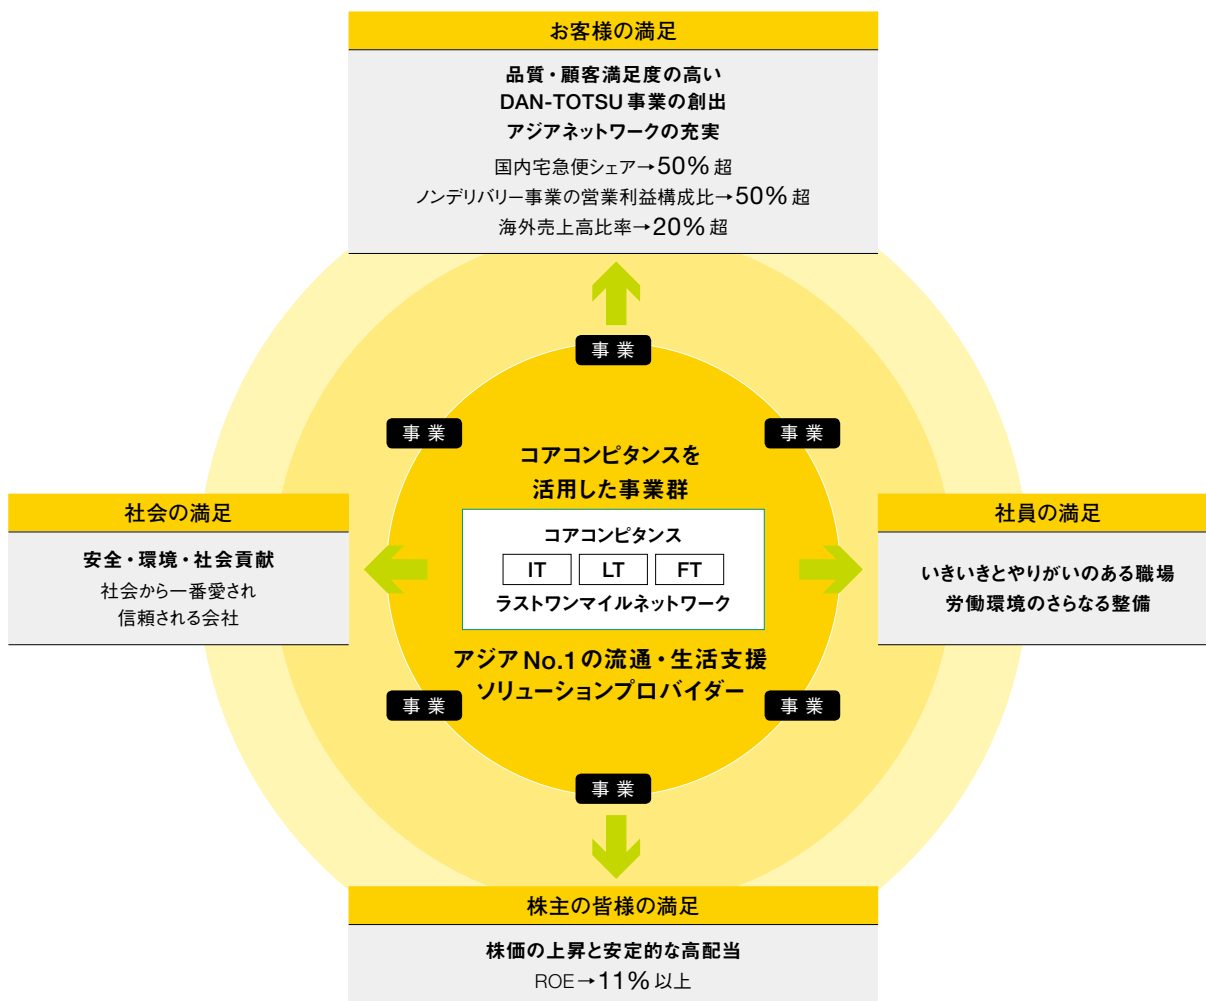 お客様の満足
品質・顧客満足度の高い
DAN-TOTSU事業の創出
アジアネットワークの充実
国内宅急便シェア→50%超
ノンデリバリー事業の営業利益構成比→50%超
海外売上高比率→20%超
事業
事業
事業
コアコンピタンスを
活用した事業群
コアコンピタンス
IT LT FT
ラストワンマイルネットワーク
アジアNo.1の流通・生活支援
ソリューションプロバイダー
社会の満足
安全・環境・社会貢献
社会から一番愛され
信頼される会社
社員の満足
いきいきとやりがいのある職場
労働環境のさらなる整備
事業
事業
事業
株主の皆様の満足
株価の上昇と安定的な高配当
ROE→11%以上